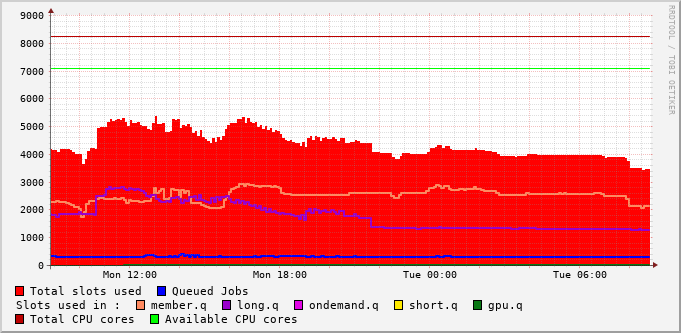 9000
8000
7000
6000
5000
4000
3000
2000
1000
0
Mon 12:00 Mon 18:00 Tue 00:00 Tue 06:00
RRDTOOL / TOBI OETIKER
Total slots used Queued Jobs
Slots used in : member.q long.q ondemand.q short.q gpu.q
Total CPU cores Available CPU cores